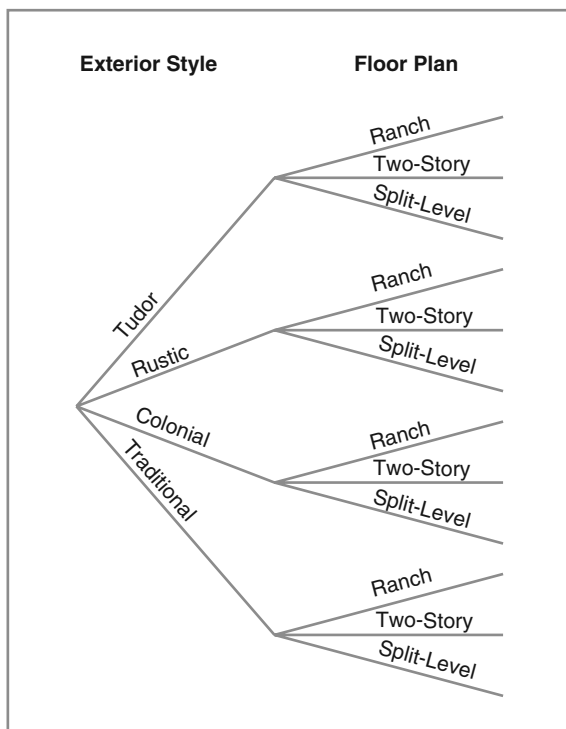 Exterior Style Floor Plan
Ranch
Two-Story
Split-Level
Tudor
Ranch
Two-Story
Split-Level
Rustic
Colonial
Ranch
Two-Story
Split-Level
Traditional
Ranch
Two-Story
Split-Level